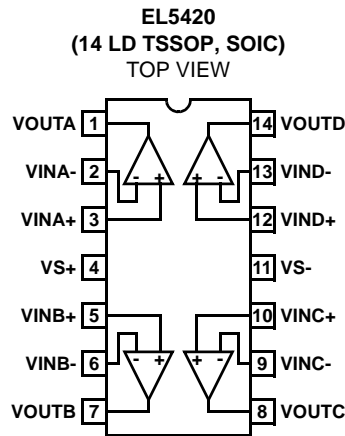 EL5420
(14 LD TSSOP, SOIC)
TOP VIEW
VOUTA 1 14 VOUTD
VINA- 2 - + + - 13 VIND-
VINA+ 3 12 VIND+
VS+ 4 11 VS-
VINB+ 5 10 VINC+
VINB- 6 - + + - 9 VINC-
VOUTB 7 8 VOUTC